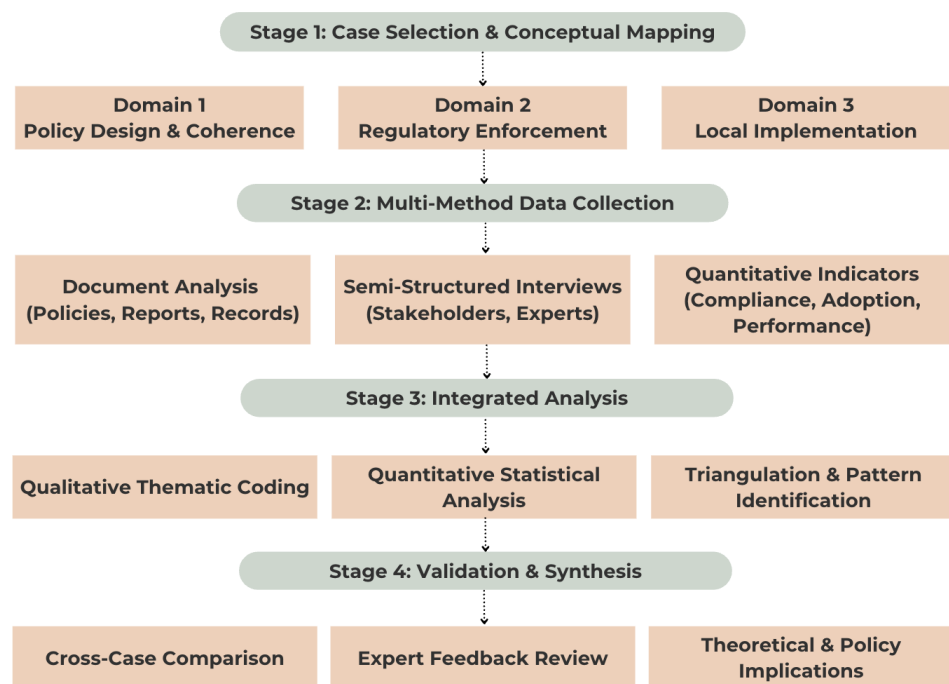 Stage 1: Case Selection & Conceptual Mapping
Domain 1
Policy Design & Coherence
Domain 2
Regulatory Enforcement
Domain 3
Local Implementation
Stage 2: Multi-Method Data Collection
Document Analysis
(Policies, Reports, Records)
Semi-Structured Interviews
(Stakeholders, Experts)
Quantitative Indicators
(Compliance, Adoption,
Performance)
Stage 3: Integrated Analysis
Qualitative Thematic Coding
Quantitative Statistical
Analysis
Triangulation & Pattern
Identification
Stage 4: Validation & Synthesis
Cross-Case Comparison
Expert Feedback Review
Theoretical & Policy
Implications